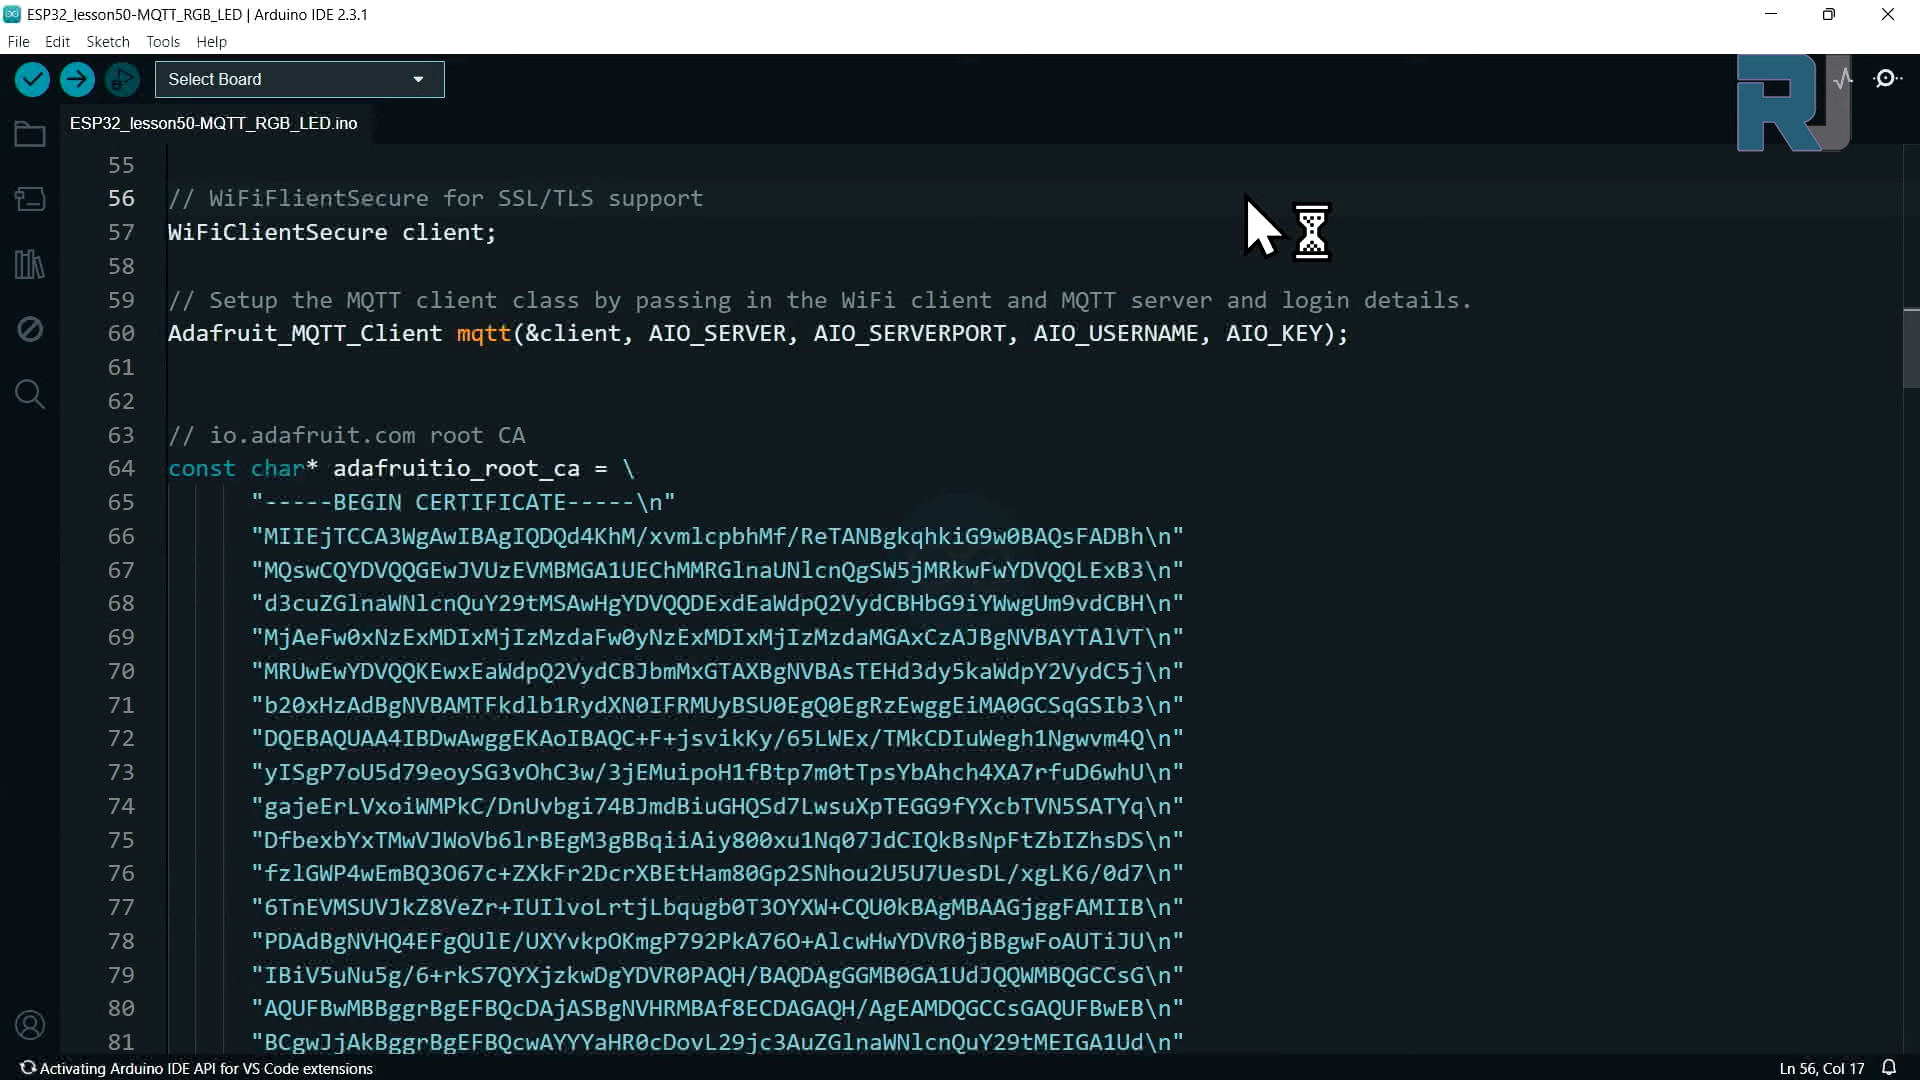 ESP32_lesson50-MQTT_RGB_LED | Arduino IDE 2.3.1
File Edit Sketch Tools Help
Select Board
RJ
ESP32_lesson50-MQTT_RGB_LED.ino
55
56 // WiFiFlientSecure for SSL/TLS support
57 WiFiClientSecure client;
58
59 // Setup the MQTT client class by passing in the WiFi client and MQTT server and login details.
60 Adafruit_MQTT_Client mqtt(&client, AIO_SERVER, AIO_SERVERPORT, AIO_USERNAME, AIO_KEY);
61
62
63 // io.adafruit.com root CA
64 const char* adafruitio_root_ca = \
65 "-----BEGIN CERTIFICATE-----\n"
66 "MIIEjTCCA3WgAwIBAgIQDQd4KhM/xvmlcpbhMf/ReTANBgkqhkiG9w0BAQsFADBh\n"
67 "MQswCQYDVQQGEwJVUzEVMBMGA1UEChMMRGlnaUNlcnQgSW5jMRkwFwYDVQQLExB3\n"
68 "d3cuZGlnaWNlcnQuY29tMSAwHgYDVQQDExdEaWdpQ2VydCBHbG9iYWwgUm9vdCBH\n"
69 "MjAeFw0xNzExMDIxMjIzMzdaFw0yNzExMDIxMjIzMzdaMGAxCzAJBgNVBAYTAlVT\n"
70 "MRUwEwYDVQQKEwxEaWdpQ2VydCBJbmMxGTAXBgNVBAsTEHd3dy5kaWdpY2VydC5j\n"
71 "b20xHzAdBgNVBAMTFkdlb1RydXN0IFRMUyBSU0EgQ0EgRzEwggEiMA0GCSqGSIb3\n"
72 "DQEBAQUAA4IBDwAwggEKAoIBAQC+F+jsvikKy/65LWEx/TMkCDIuWegh1Ngwvm4Q\n"
73 "yISgP7oU5d79eoySG3vOhC3w/3jEMuipoH1fBtp7m0tTpsYbAhch4XA7rfuD6whU\n"
74 "gajeErLVxoiWMPkC/DnUvbgi74BJmdBiuGHQSd7LwsuXpTEGG9fYXcbTVN5SATYq\n"
75 "DfbexbYxTMwVJWoVb6lrBEgM3gBBqiiAiy800xu1Nq07JdCIQkBsNpFtZbIZhsDS\n"
76 "fzlGWP4wEmBQ3O67c+ZXkFr2DcrXBEtHam80Gp2SNhou2U5U7UesDL/xgLK6/0d7\n"
77 "6TnEVMSUVJkZ8VeZr+IUIlvoLrtjLbqugb0T3OYXW+CQU0kBAgMBAAGjggFAMIIB\n"
78 "PDAdBgNVHQ4EFgQUlE/UXYvkpOKmgP792PkA76O+AlcwHwYDVR0jBBgwFoAUTiJU\n"
79 "IBiV5uNu5g/6+rkS7QYXjzkwDgYDVR0PAQH/BAQDAgGGMB0GA1UdJQQWMBQGCCsG\n"
80 "AQUFBwMBBggrBgEFBQcDAjASBgNVHRMBAf8ECDAGAQH/AgEAMDQGCCsGAQUFBwEB\n"
81 "BCgwJjAkBggrBgEFBQcwAYYYaHR0cDovL29jc3AuZGlnaWNlcnQuY29tMEIGA1Ud\n"
Activating Arduino IDE API for VS Code extensions
Ln 56, Col 17